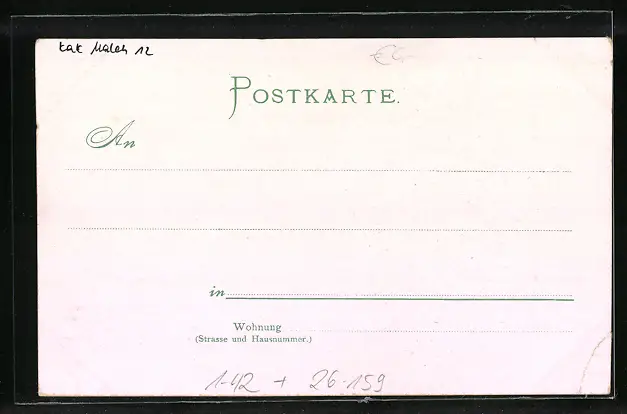 kat Maler 12
POSTKARTE.
An
in
Wohnung
(Strasse und Hausnummer.)
1-42 + 26-159